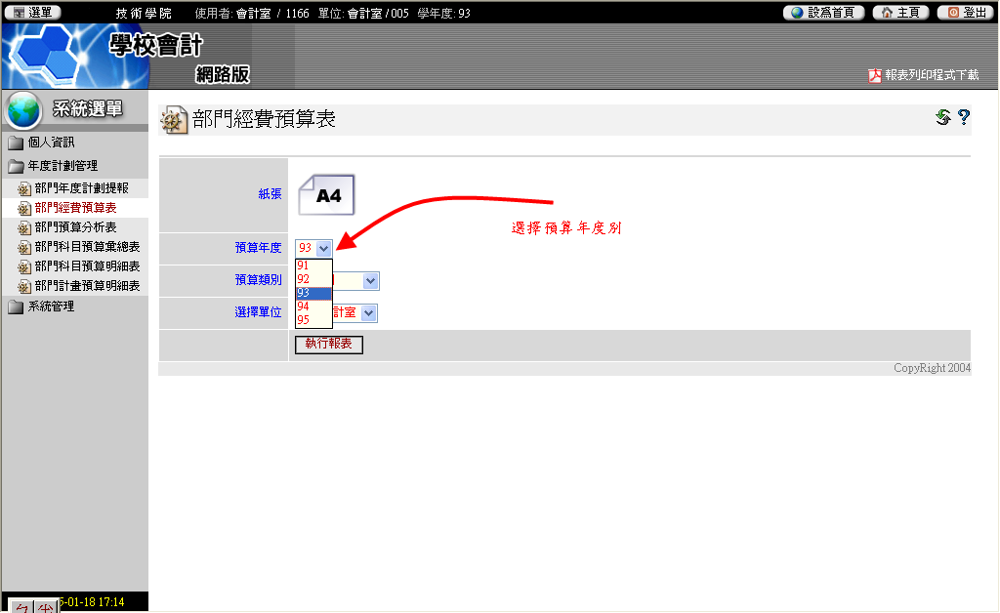 選單 技術學院 使用者: 會計室 / 1166 單位: 會計室 / 005 學年度: 93 設為首頁 主頁 登出
學校會計
網路版
報表列印程式下載
系統選單
個人資訊
年度計劃管理
部門年度計劃提報
部門經費預算表
部門預算分析表
部門科目預算彙總表
部門科目預算明細表
部門計畫預算明細表
系統管理
部門經費預算表
紙張 A4
選擇預算年度別
預算年度 93
91
92
93
94
95
預算類別
選擇單位 計室
執行報表
CopyRight 2004
5-01-18 17:14